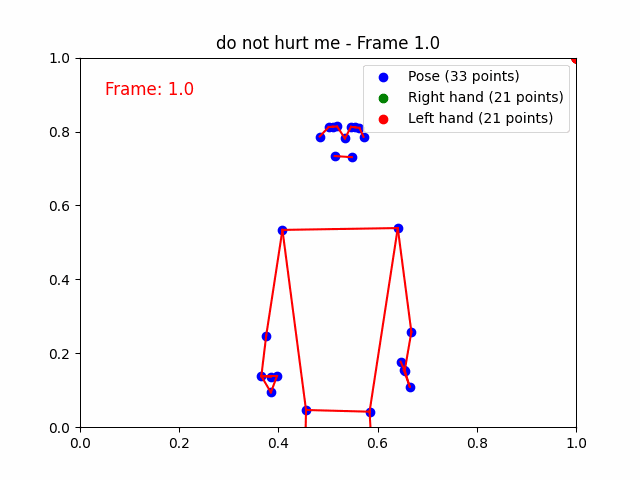 do not hurt me - Frame 1.0
Frame: 1.0
Pose (33 points)
Right hand (21 points)
Left hand (21 points)
1.0
0.8
0.6
0.4
0.2
0.0
0.0 0.2 0.4 0.6 0.8 1.0